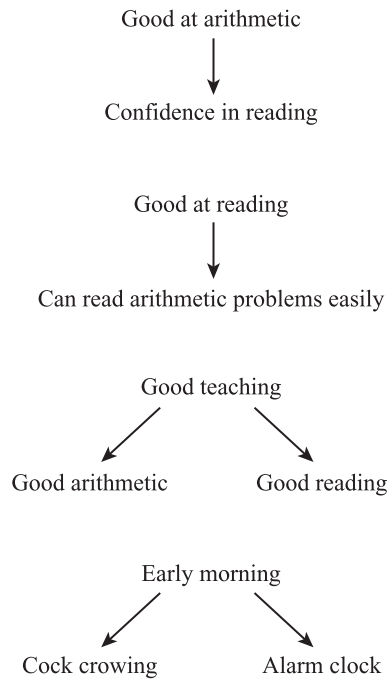 Good at arithmetic
Confidence in reading
Good at reading
Can read arithmetic problems easily
Good teaching
Good arithmetic
Good reading
Early morning
Cock crowing
Alarm clock